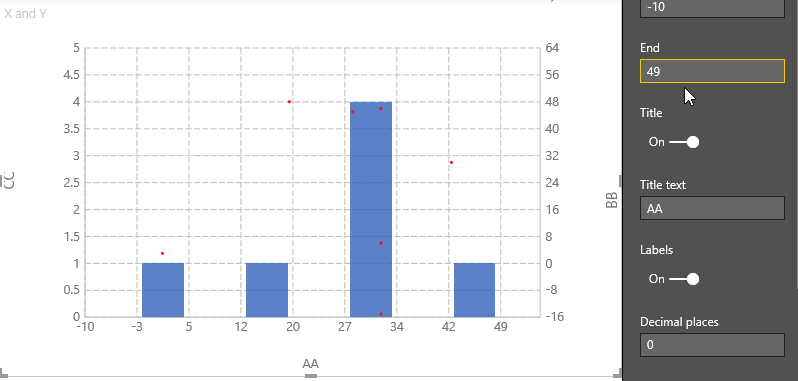 X and Y
5
4.5
4
3.5
3
2.5
2
1.5
1
0.5
0
CC
64
56
48
40
32
24
16
8
0
-8
-16
BB
-10
-3
5
12
20
27
34
42
49
AA
-10
End
49
Title
On
Title text
AA
Labels
On
Decimal places
0